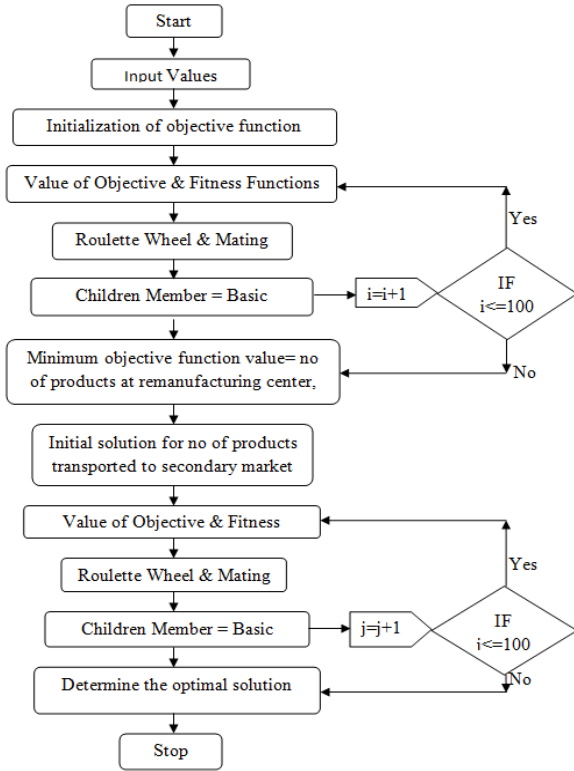 Start
Input Values
Initialization of objective function
Value of Objective & Fitness Functions
Yes
Roulette Wheel & Mating
IF
i<=100
i=i+1
Children Member = Basic
No
Minimum objective function value= no
of products at remanufacturing center,
Initial solution for no of products
transported to secondary market
Value of Objective & Fitness
Yes
Roulette Wheel & Mating
IF
i<=100
j=j+1
Children Member = Basic
No
Determine the optimal solution
Stop